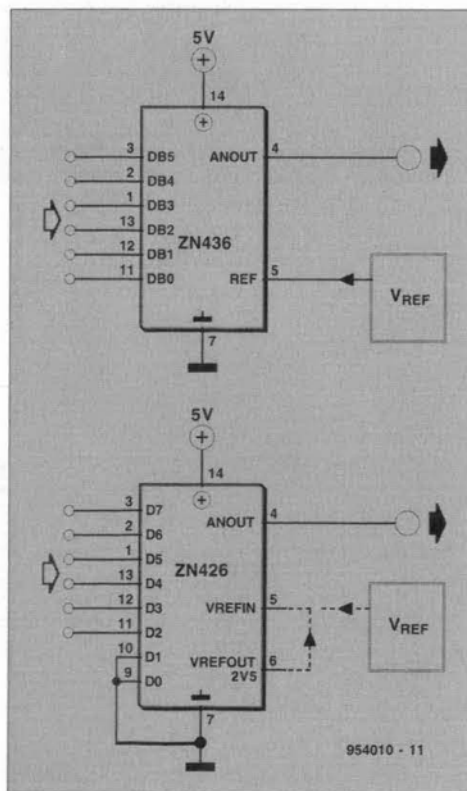 5V
14
3 DB5 ANOUT 4
2 DB4
1 DB3
13 DB2
12 DB1 ZN436
11 DB0 REF 5
VREF
7
5V
14
3 D7 ANOUT 4
2 D6
1 D5
13 D4 ZN426
12 D3 VREFIN 5
VREF
11 D2
10 D1 VREFOUT 6
9 D0 2V5
7
954010 - 11